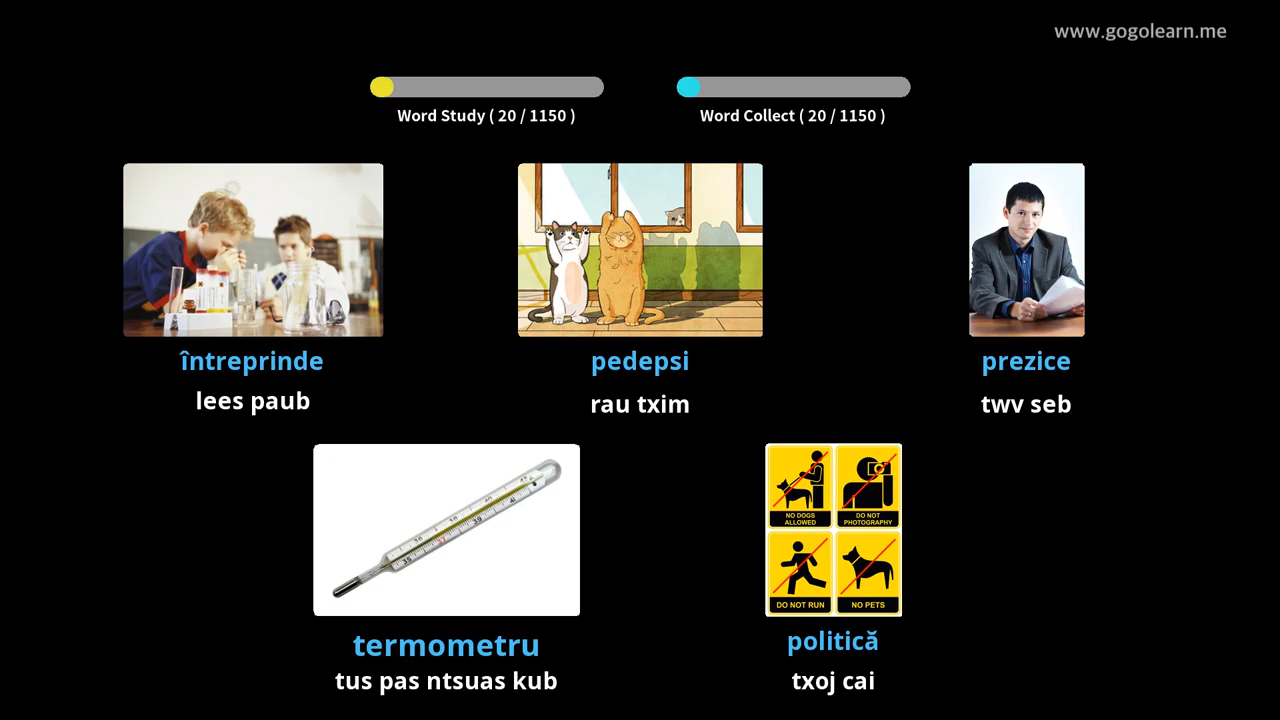 www.gogolearn.me
Word Study ( 20 / 1150 )
Word Collect ( 20 / 1150 )
întreprinde
lees paub
pedepsi
rau txim
prezice
twv seb
NO DOGS
ALLOWED
DO NOT
PHOTOGRAPHY
DO NOT RUN
NO PETS
termometru
tus pas ntsuas kub
politică
txoj cai